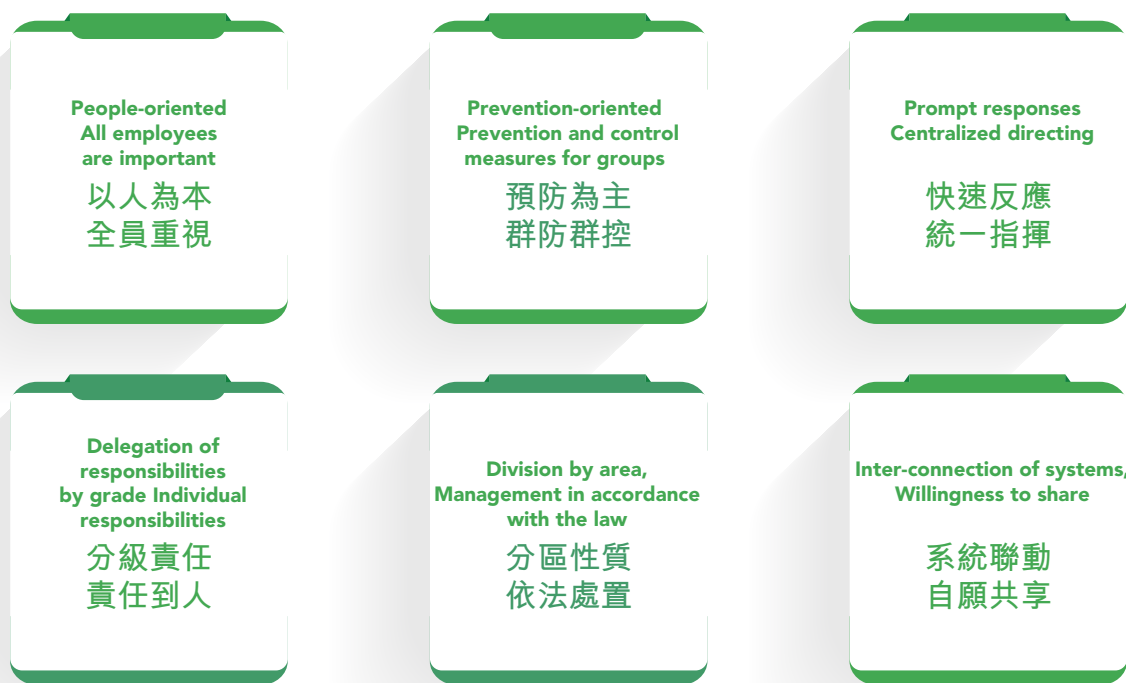 People-oriented
All employees
are important
以人為本
全員重視
Prevention-oriented
Prevention and control
measures for groups
預防為主
群防群控
Prompt responses
Centralized directing
快速反應
統一指揮
Delegation of
responsibilities
by grade Individual
responsibilities
分級責任
責任到人
Division by area,
Management in accordance
with the law
分區性質
依法處置
Inter-connection of systems,
Willingness to share
系統聯動
自願共享